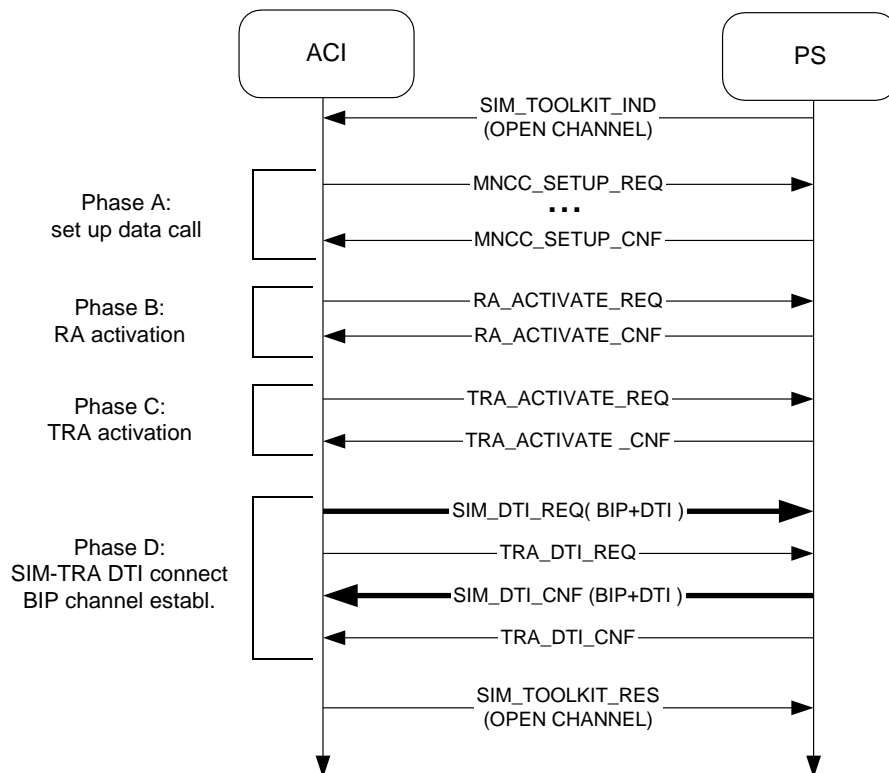 ACI
PS
SIM_TOOLKIT_IND
(OPEN CHANNEL)
Phase A:
set up data call
MNCC_SETUP_REQ
...
MNCC_SETUP_CNF
Phase B:
RA activation
RA_ACTIVATE_REQ
RA_ACTIVATE_CNF
Phase C:
TRA activation
TRA_ACTIVATE_REQ
TRA_ACTIVATE _CNF
Phase D:
SIM-TRA DTI connect
BIP channel establ.
SIM_DTI_REQ( BIP+DTI )
TRA_DTI_REQ
SIM_DTI_CNF (BIP+DTI )
TRA_DTI_CNF
SIM_TOOLKIT_RES
(OPEN CHANNEL)